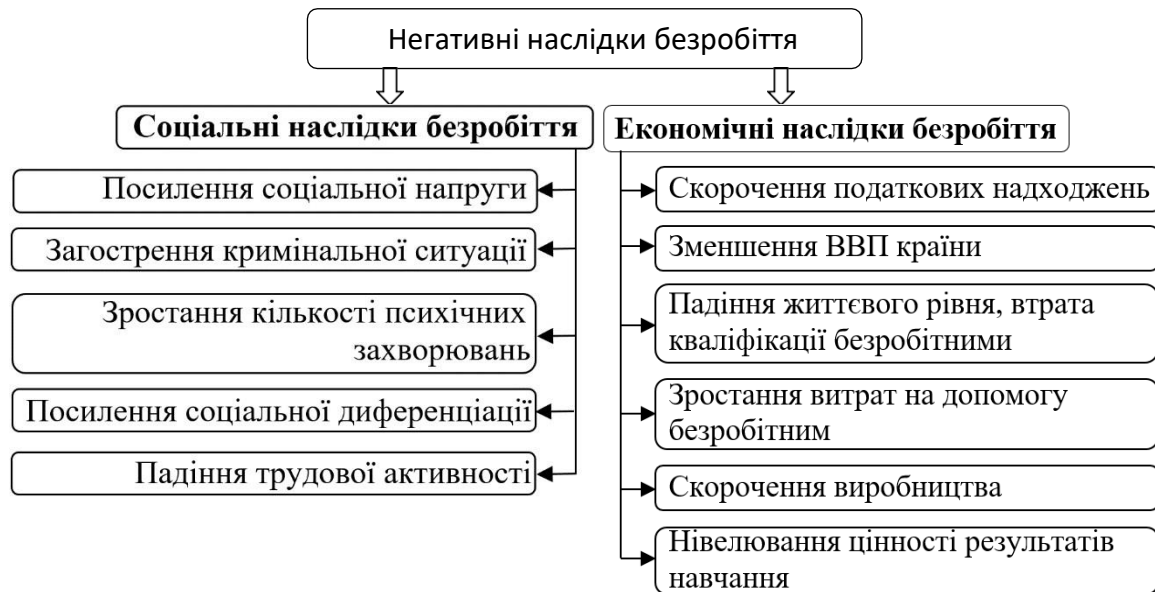 Негативні наслідки безробіття
Соціальні наслідки безробіття
Посилення соціальної напруги
Загострення кримінальної ситуації
Зростання кількості психічних
захворювань
Посилення соціальної диференціації
Падіння трудової активності
Економічні наслідки безробіття
Скорочення податкових надходжень
Зменшення ВВП країни
Падіння життєвого рівня, втрата
кваліфікації безробітними
Зростання витрат на допомогу
безробітним
Скорочення виробництва
Нівелювання цінності результатів
навчання